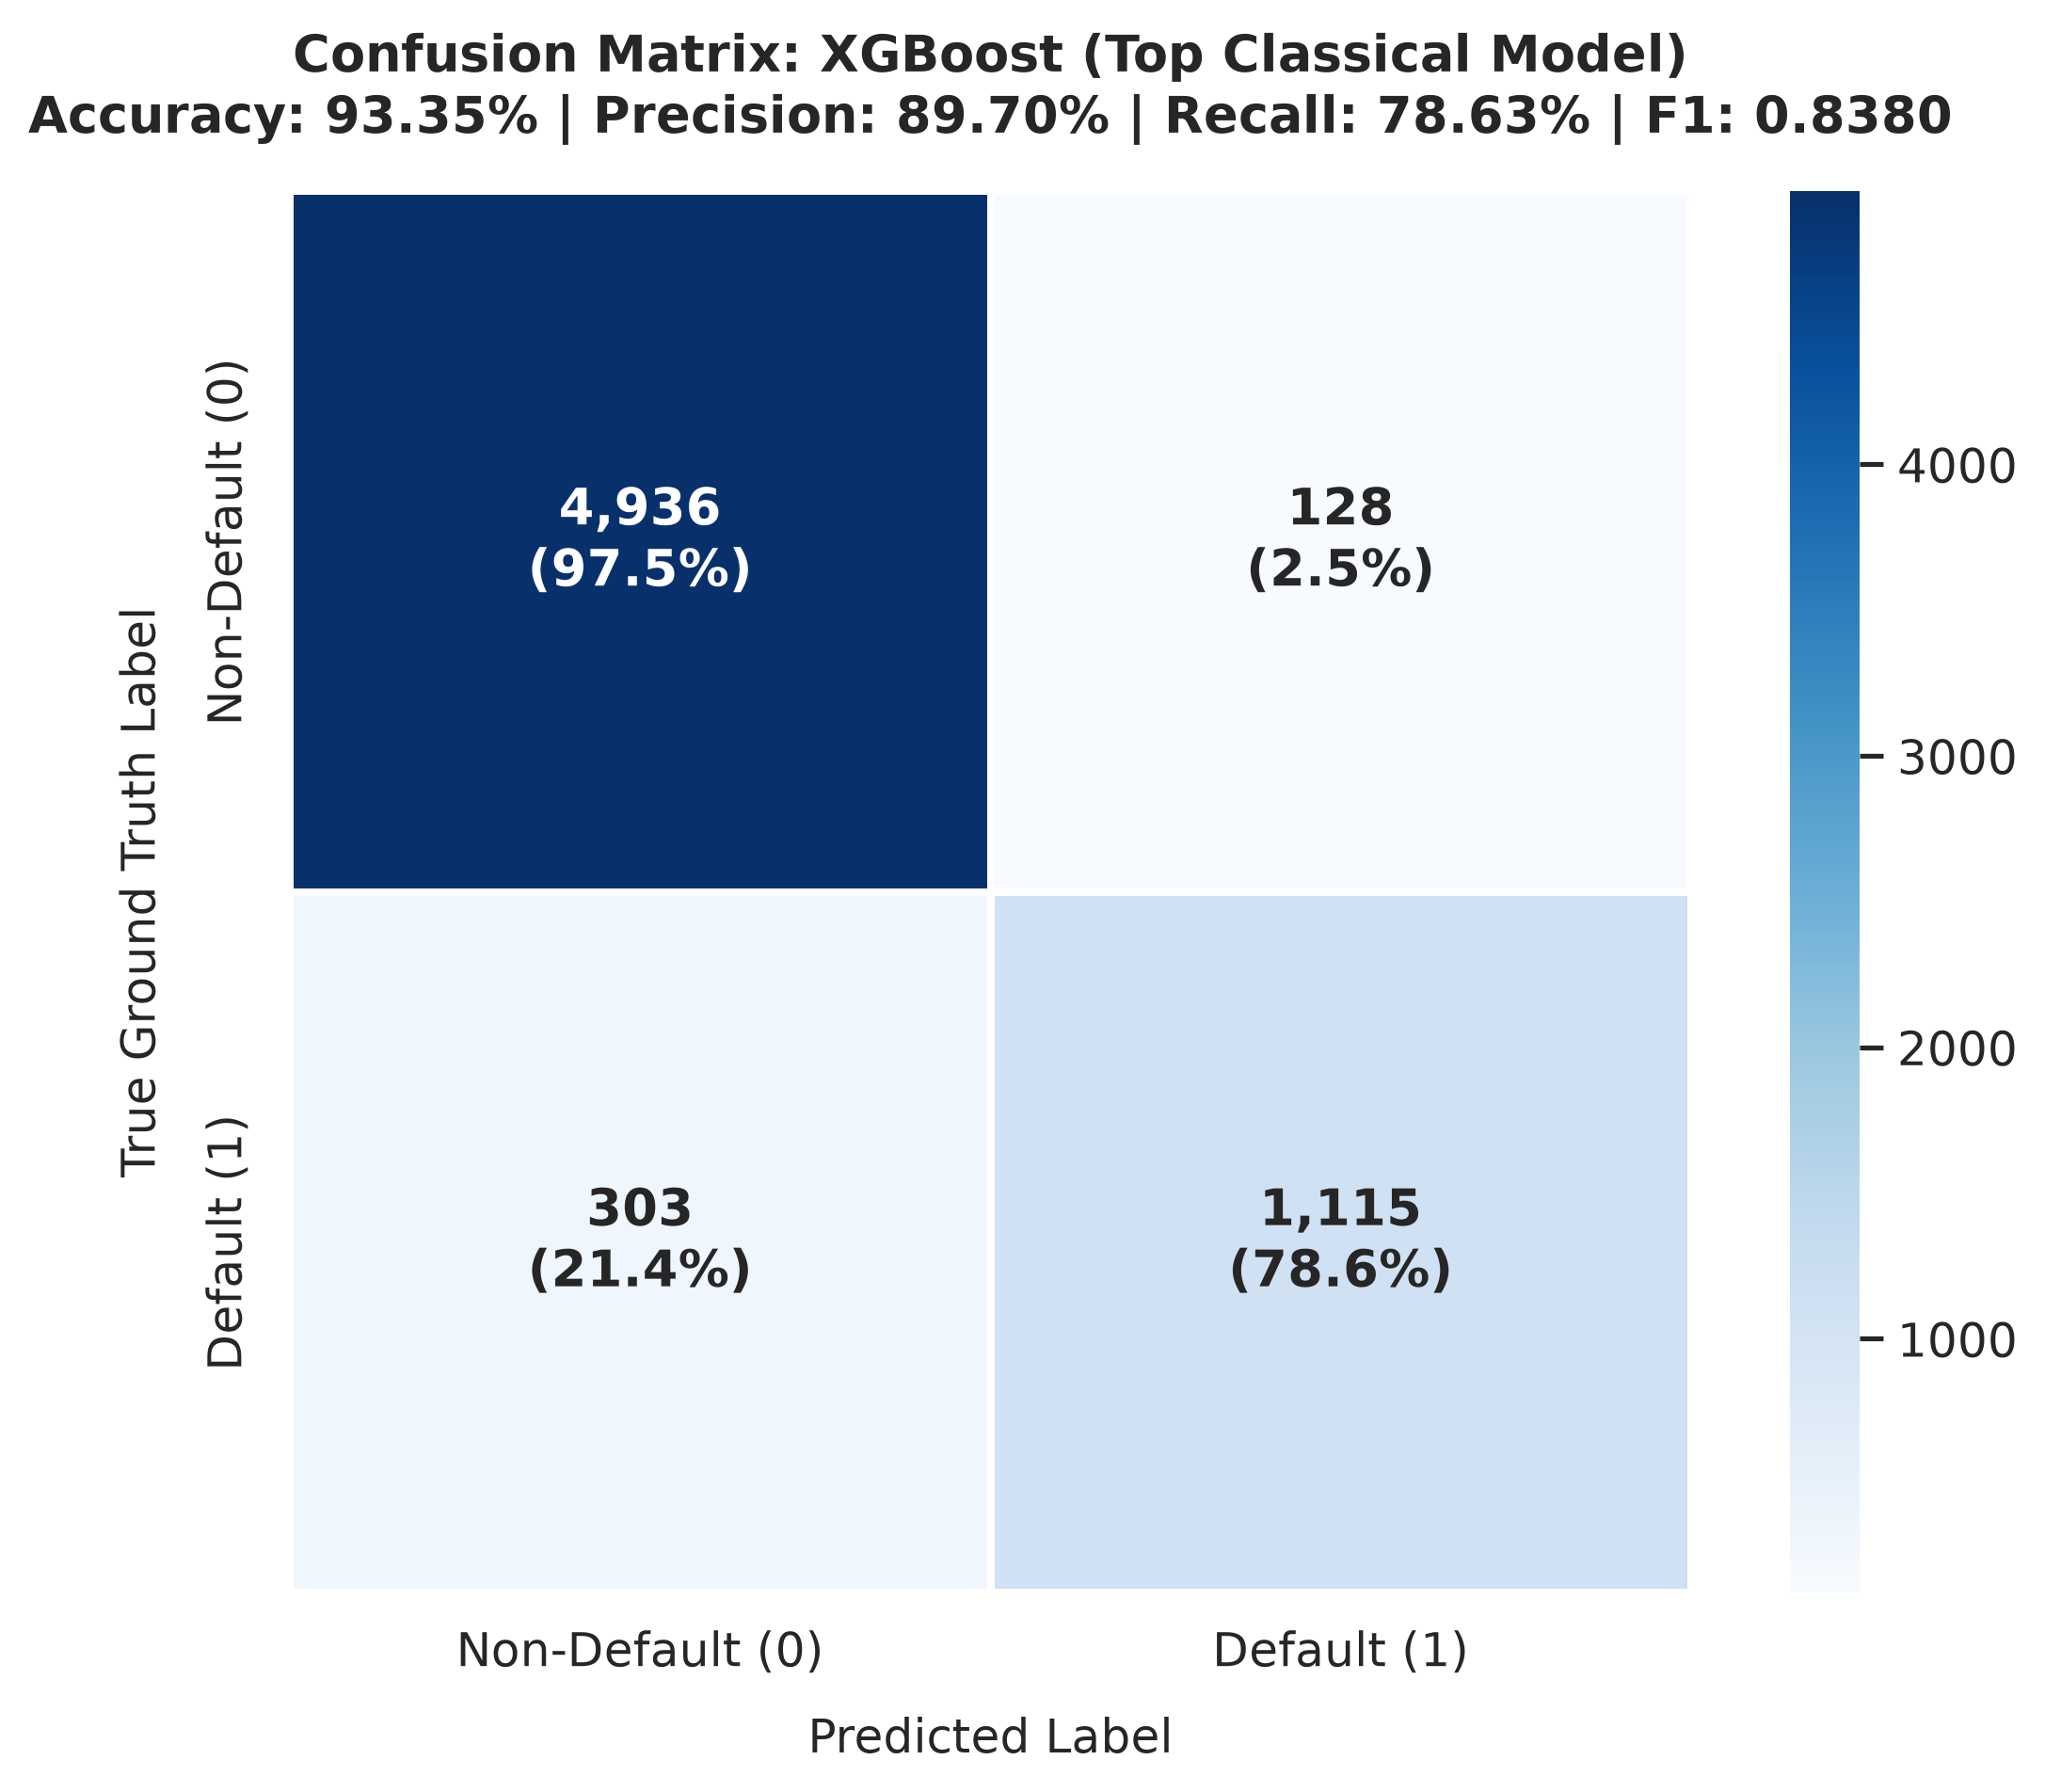 Confusion Matrix: XGBoost (Top Classical Model)
Accuracy: 93.35% | Precision: 89.70% | Recall: 78.63% | F1: 0.8380
True Ground Truth Label
Non-Default (0)
4,936
(97.5%)
128
(2.5%)
Default (1)
303
(21.4%)
1,115
(78.6%)
Non-Default (0)
Default (1)
Predicted Label
4000
3000
2000
1000